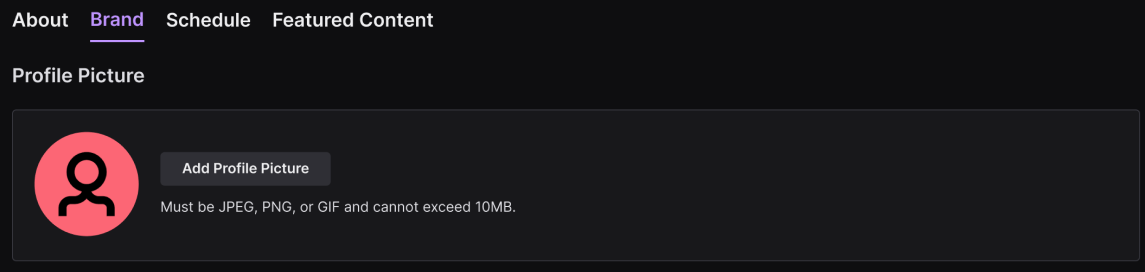 About Brand Schedule Featured Content
Profile Picture
Add Profile Picture
Must be JPEG, PNG, or GIF and cannot exceed 10MB.